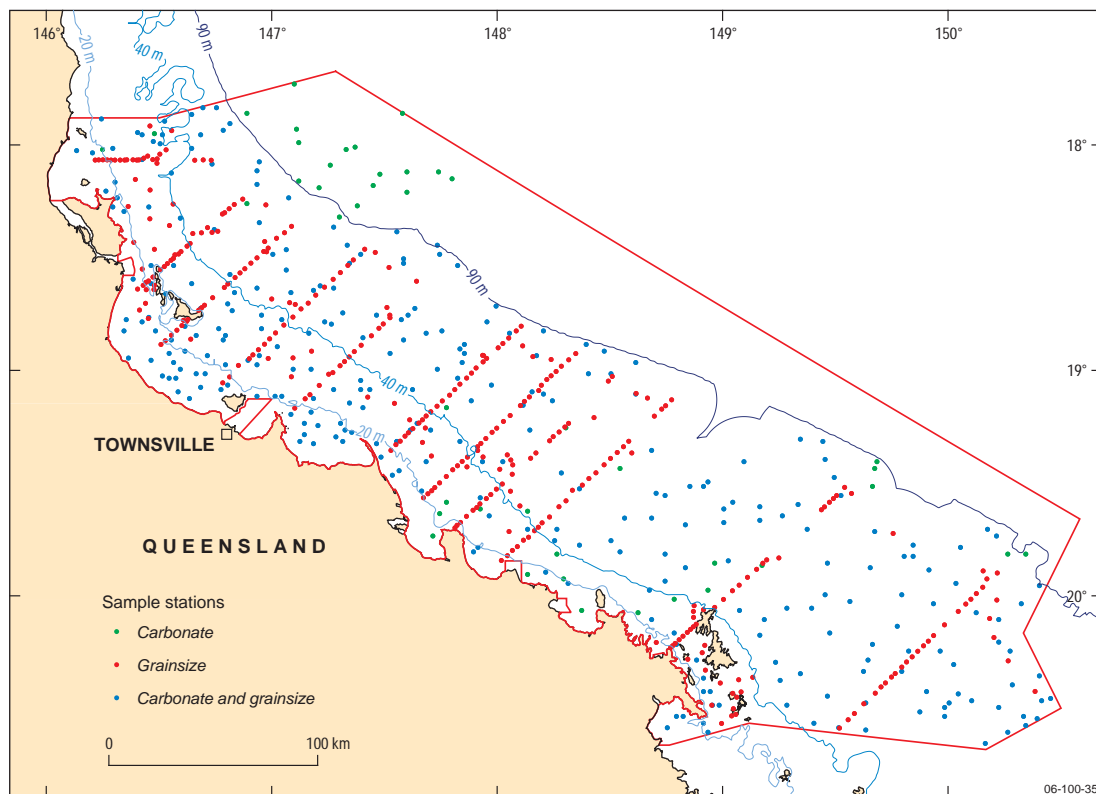 146°
147°
148°
149°
150°
20 m
40 m
90 m
18°
90 m
19°
40 m
20 m
TOWNSVILLE
QUEENSLAND
20°
Sample stations
Carbonate
Grainsize
Carbonate and grainsize
0
100 km
06-100-35